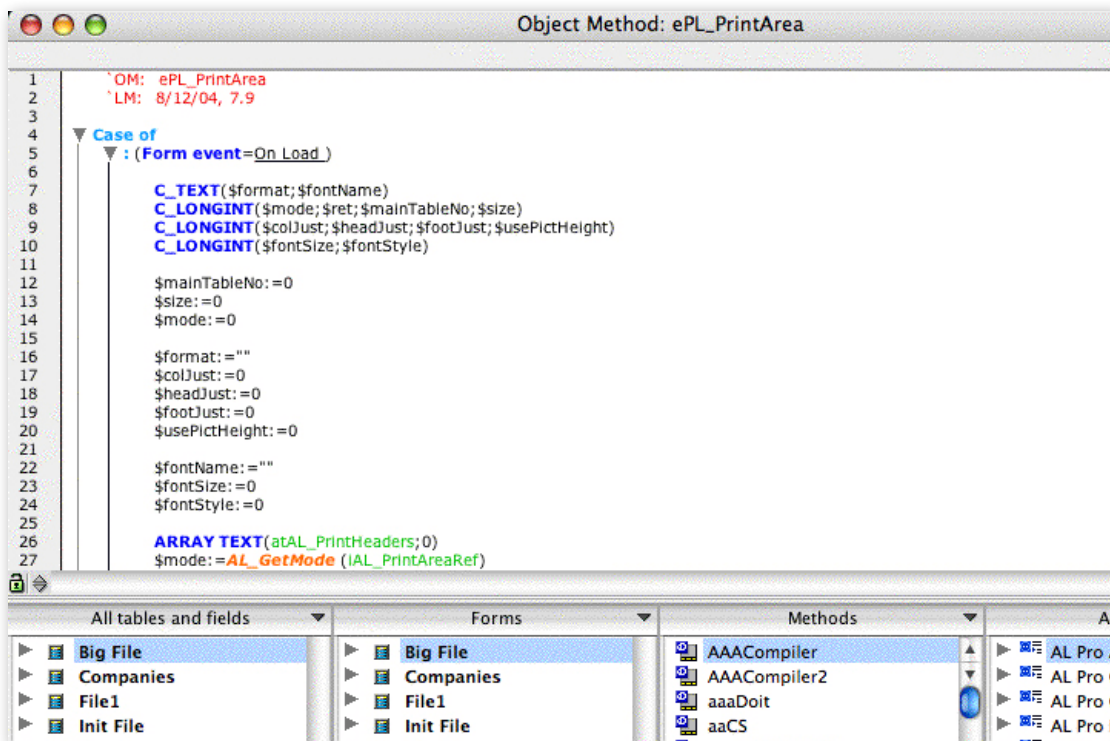 Object Method: ePL_PrintArea
1 `OM: ePL_PrintArea
2 `LM: 8/12/04, 7.9
3
4 Case of
5 : (Form event=On Load )
6
7 C_TEXT($format;$fontName)
8 C_LONGINT($mode;$ret;$mainTableNo;$size)
9 C_LONGINT($colJust;$headJust;$footJust;$usePictHeight)
10 C_LONGINT($fontSize;$fontStyle)
11
12 $mainTableNo:=0
13 $size:=0
14 $mode:=0
15
16 $format:=""
17 $colJust:=0
18 $headJust:=0
19 $footJust:=0
20 $usePictHeight:=0
21
22 $fontName:=""
23 $fontSize:=0
24 $fontStyle:=0
25
26 ARRAY TEXT(atAL_PrintHeaders;0)
27 $mode:=AL_GetMode (iAL_PrintAreaRef)
All tables and fields Forms Methods A
Big File Big File AAACompiler AL Pro
Companies Companies AAACompiler2 AL Pro
File1 File1 aaaDoit AL Pro
Init File Init File aaCS AL Pro